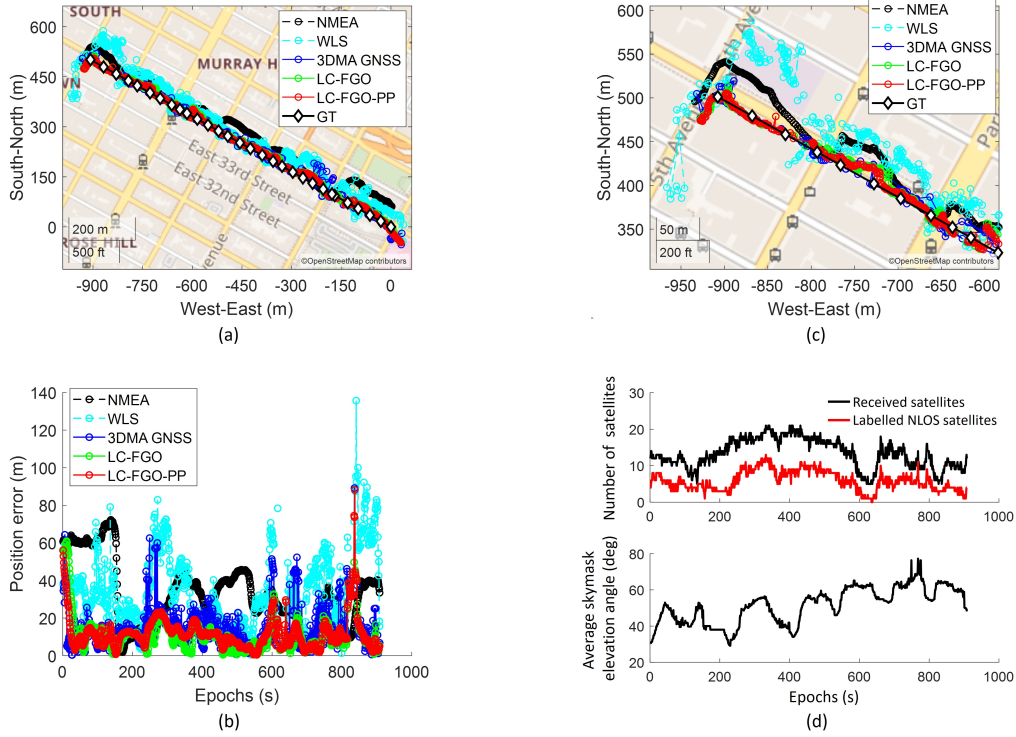 600
450
300
150
0
South-North (m)
-900
-750
-600
-450
-300
-150
0
West-East (m)
SOUTH
MURRAY H
WN
East 33rd Street
East 32nd Street
venue
ROSE HILL
200 m
500 ft
©OpenStreetMap contributors
NMEA
WLS
3DMA GNSS
LC-FGO
LC-FGO-PP
GT
(a)
600
550
500
450
400
350
South-North (m)
-950
-900
-850
-800
-750
-700
-650
-600
West-East (m)
5th Aven
5th Aven
Par
50 m
200 ft
©OpenStreetMap contributors
NMEA
WLS
3DMA GNSS
LC-FGO
LC-FGO-PP
GT
(c)
140
120
100
80
60
40
20
0
Position error (m)
0
200
400
600
800
1000
Epochs (s)
NMEA
WLS
3DMA GNSS
LC-FGO
LC-FGO-PP
(b)
30
20
10
0
Number of satellites
Received satellites
Labelled NLOS satellites
0
200
400
600
800
1000
80
60
40
20
Average skymask
elevation angle (deg)
0
200
400
600
800
1000
Epochs (s)
(d)